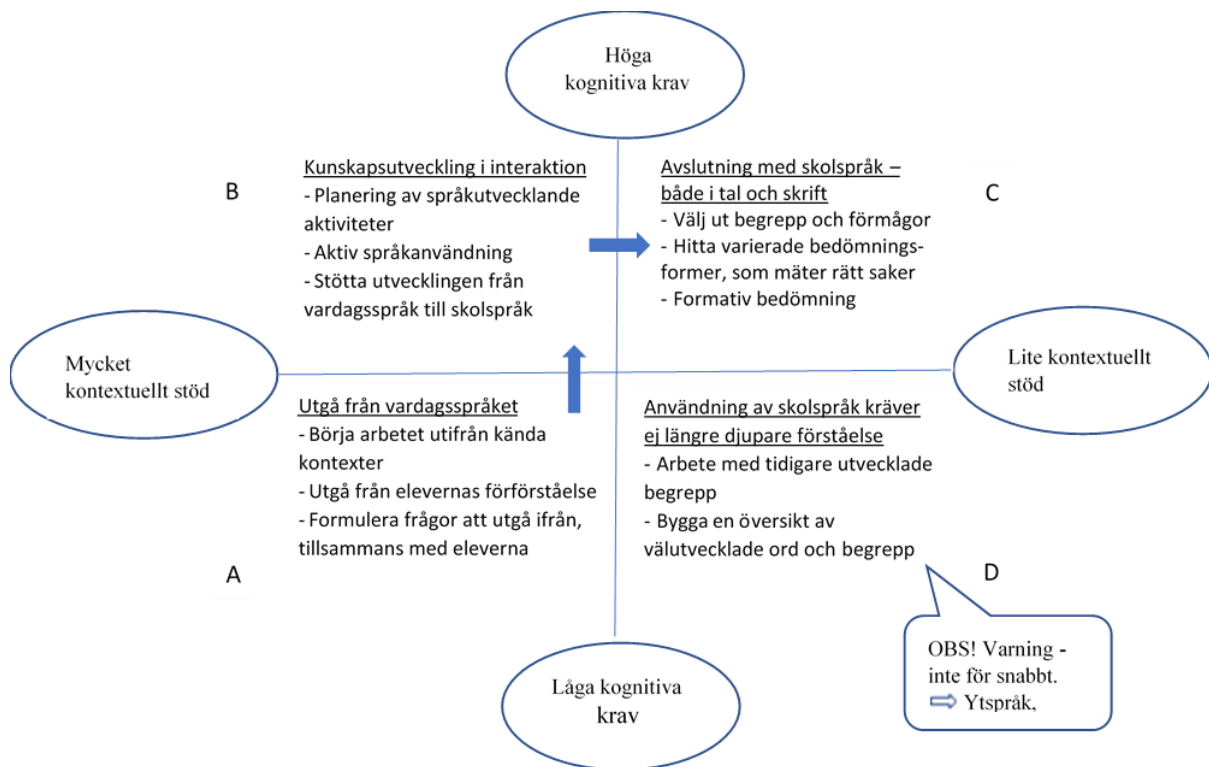 Höga
kognitiva krav
B
Kunskapsutveckling i interaktion
- Planering av språkutvecklande
aktiviteter
- Aktiv språkanvändning
- Stötta utvecklingen från
vardagsspråk till skolspråk
Avslutning med skolspråk –
både i tal och skrift
- Välj ut begrepp och förmågor
- Hitta varierade bedömnings-
former, som mäter rätt saker
- Formativ bedömning
C
Mycket
kontextuellt stöd
Lite kontextuellt
stöd
Utgå från vardagsspråket
- Börja arbetet utifrån kända
kontexter
- Utgå från elevernas förförståelse
- Formulera frågor att utgå ifrån,
tillsammans med eleverna
A
Användning av skolspråk kräver
ej längre djupare förståelse
- Arbete med tidigare utvecklade
begrepp
- Bygga en översikt av
välutvecklade ord och begrepp
D
OBS! Varning -
inte för snabbt.
⇨ Ytspråk,
Låga kognitiva
krav